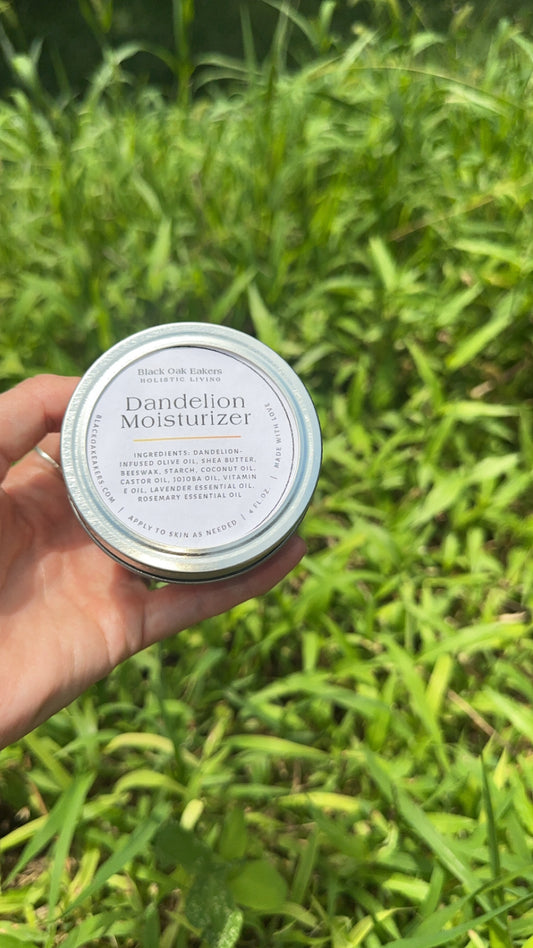 Black Oak Eakers
HOLISTIC LIVING
Dandelion
Moisturizer
INGREDIENTS: DANDELION-
INFUSED OLIVE OIL, SHEA BUTTER,
BEESWAX, STARCH, COCONUT OIL,
CASTOR OIL, JOJOBA OIL, VITAMIN
E OIL, LAVENDER ESSENTIAL OIL,
ROSEMARY ESSENTIAL OIL
BLACKOAKEAKERS.COM | APPLY TO SKIN AS NEEDED | 4 FL OZ | MADE WITH LOVE